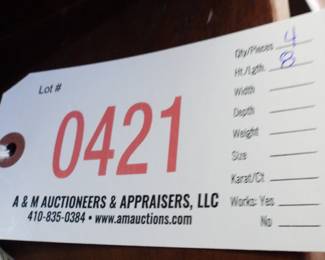 Lot #
0421
A & M AUCTIONEERS & APPRAISERS, LLC
410-835-0384 • www.amauctions.com
Qty/Pieces 4
Ht./Lgth. 8
Width
Depth
Weight
Size
Karat/Ct
Works: Yes
No